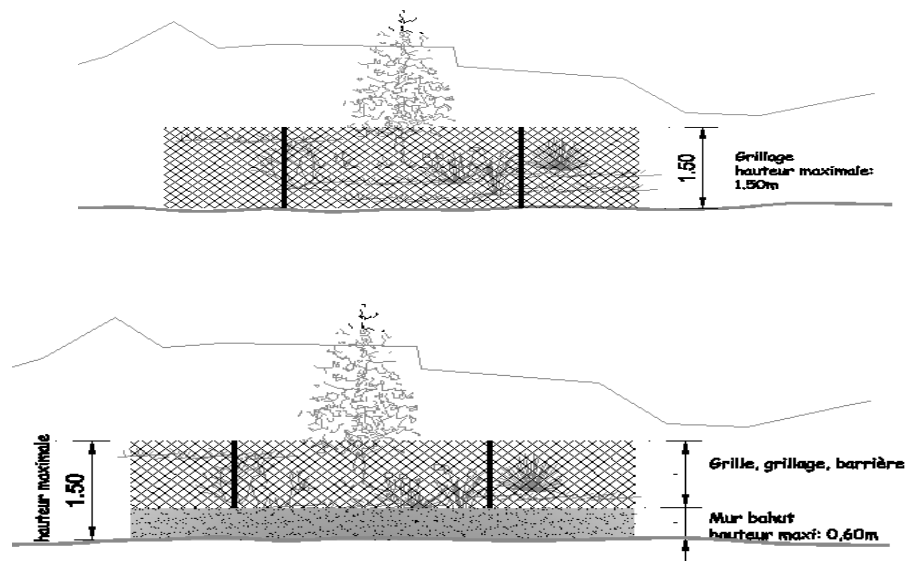 1.50
Grillage
hauteur maximale:
1.50m
hauteur maximale
1.50
Grille, grillage, barrière
Mur bahut
hauteur maxi: 0,60m